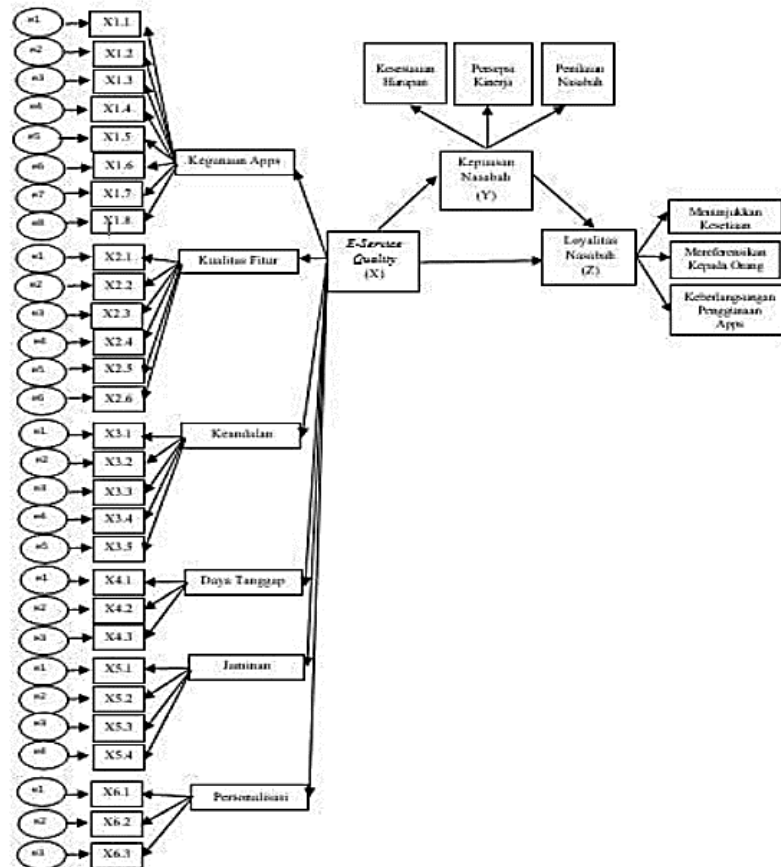 e1
X1.1
e2
X1.2
e3
X1.3
e4
X1.4
e5
X1.5
e6
X1.6
e7
X1.7
e8
X1.8
Kegunaan Apps
e1
X2.1
e2
X2.2
e3
X2.3
e4
X2.4
e5
X2.5
e6
X2.6
Kualitas Fitur
e1
X3.1
e2
X3.2
e3
X3.3
e4
X3.4
e5
X3.5
Keandalan
e1
X4.1
e2
X4.2
e3
X4.3
Daya Tanggap
e1
X5.1
e2
X5.2
e3
X5.3
e4
X5.4
Jaminan
e1
X6.1
e2
X6.2
e3
X6.3
Personalisasi
E-Service
Quality
(X)
Kesesuaian
Harapan
Persepsi
Kinerja
Penilaian
Nasabah
Kepuasan
Nasabah
(Y)
Loyalitas
Nasabah
(Z)
Menunjukkan
Kesetiaan
Mereferensikan
Kepada Orang
Keberlangsungan
Penggunaan
Apps